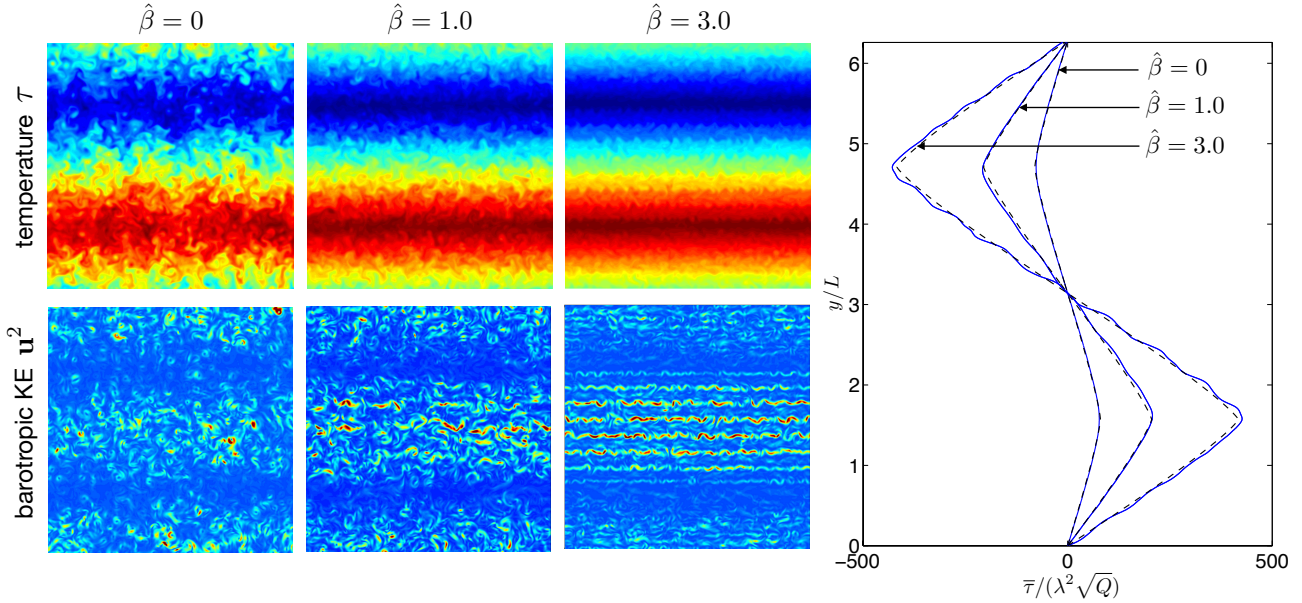 β̂ = 0
β̂ = 1.0
β̂ = 3.0
temperature τ
barotropic KE u²
6
5
4
3
2
1
0
y/L
−500
0
500
τ̅/(λ²√Q)
β̂ = 0
β̂ = 1.0
β̂ = 3.0